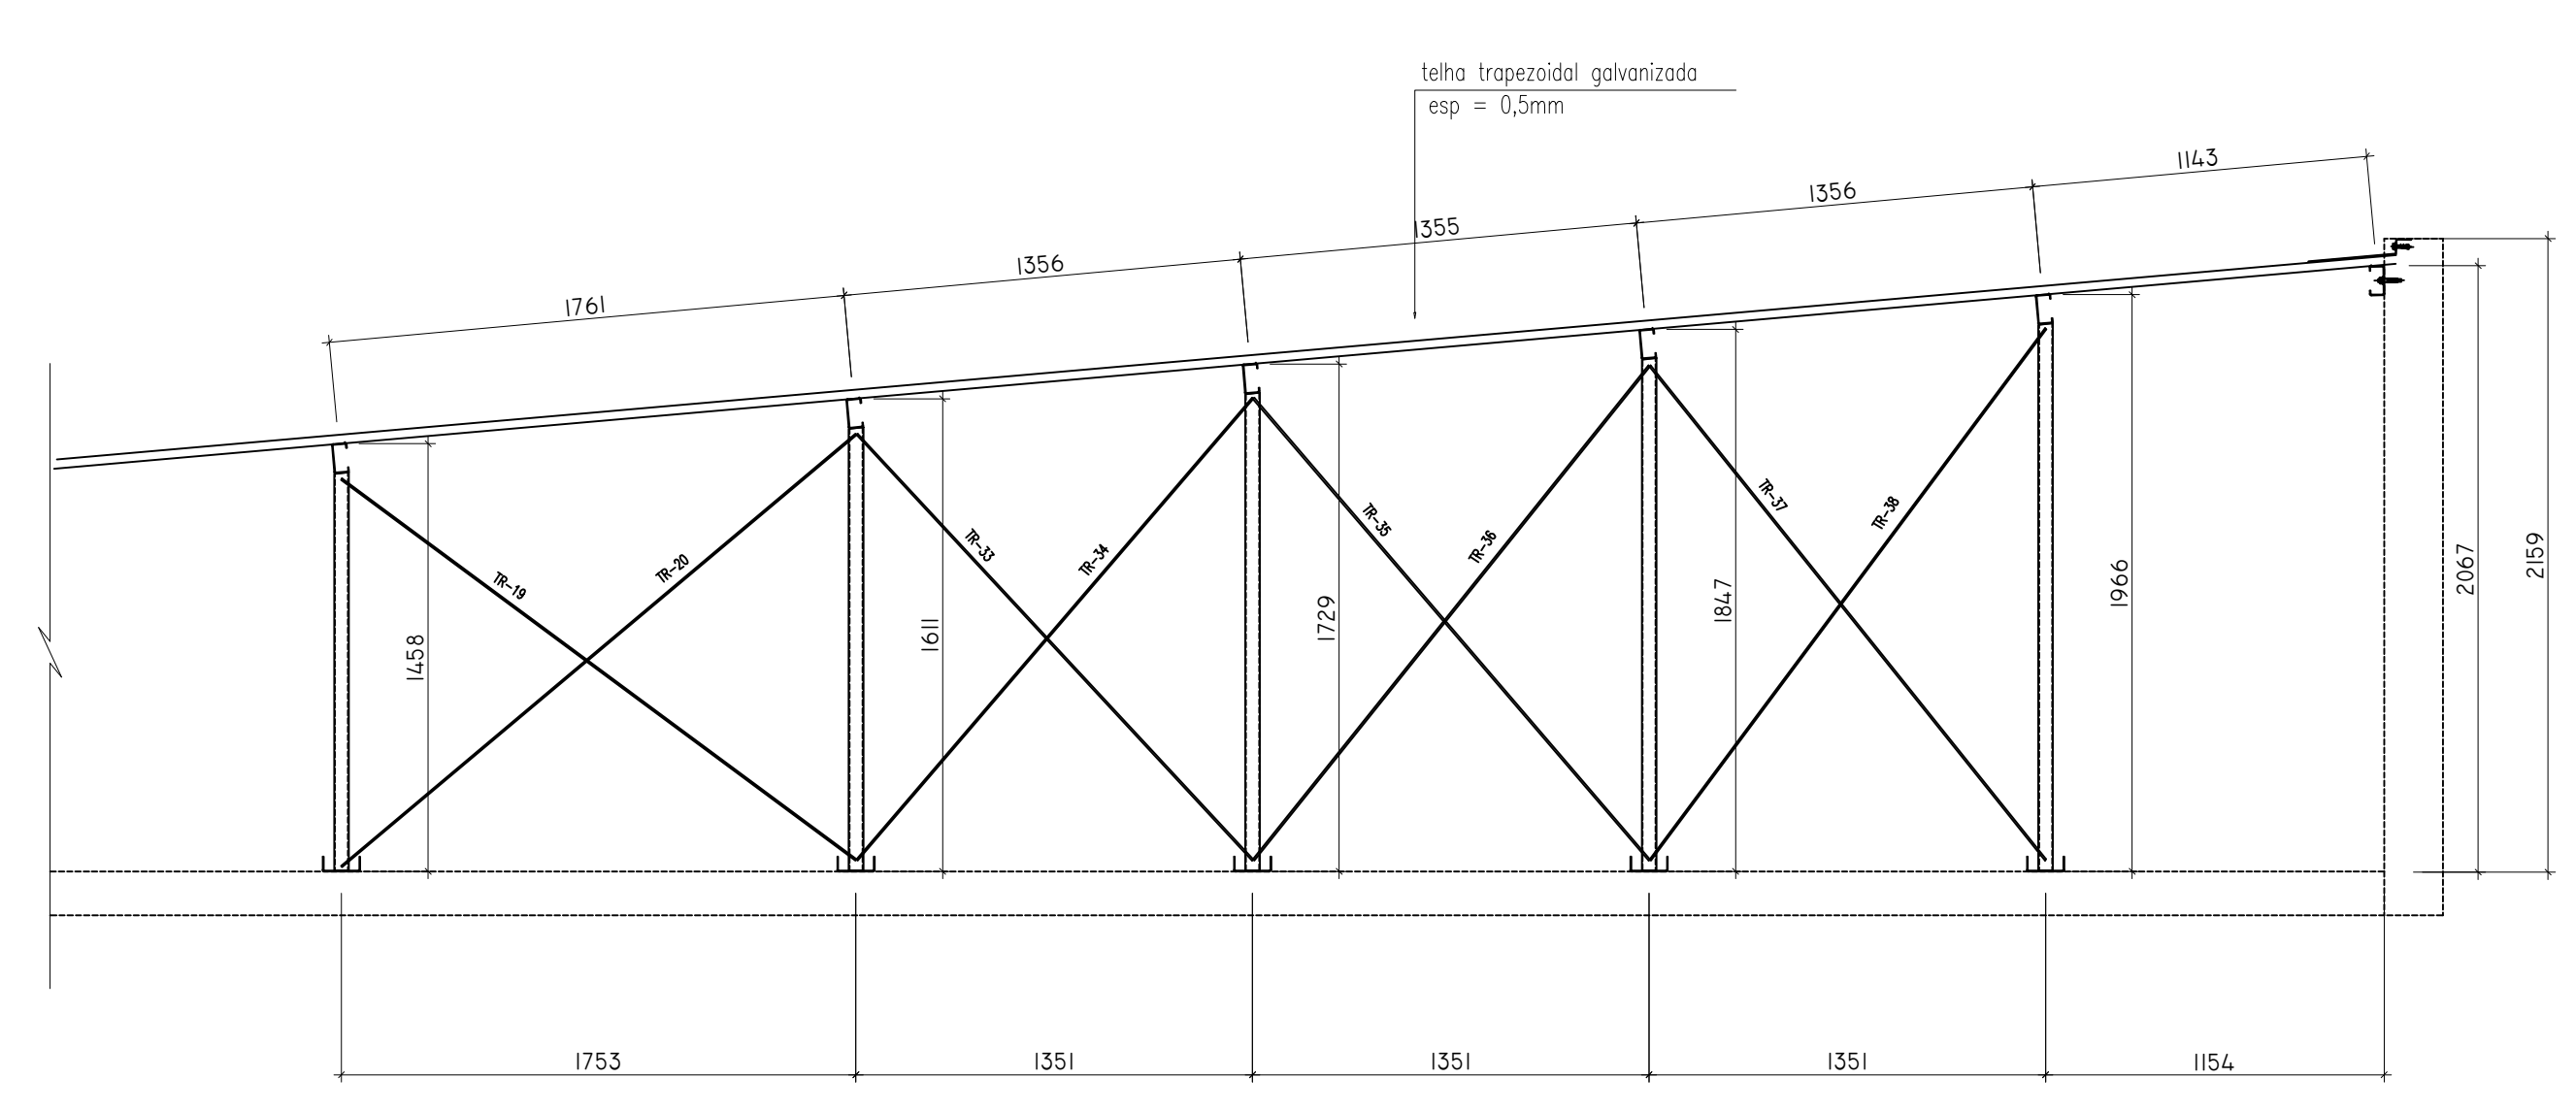 telha trapezoidal galvanizada
esp = 0,5mm
1143
1356
1355
1356
1761
TR-19
TR-20
TR-33
TR-34
TR-35
TR-36
TR-37
TR-38
1458
1611
1729
1847
1966
2067
2159
1753
1351
1351
1351
1154